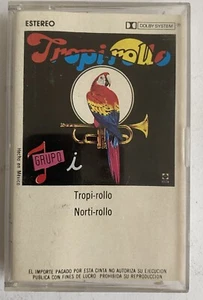 ESTEREO
DOLBY SYSTEM
Tropi-rollo
Hecho en México
GRUPO
i
Tropi-rollo
Norti-rollo
EL IMPORTE PAGADO POR ESTA CINTA NO AUTORIZA SU EJECUCION
PUBLICA CON FINES DE LUCRO PROHIBIDA SU REPRODUCCION